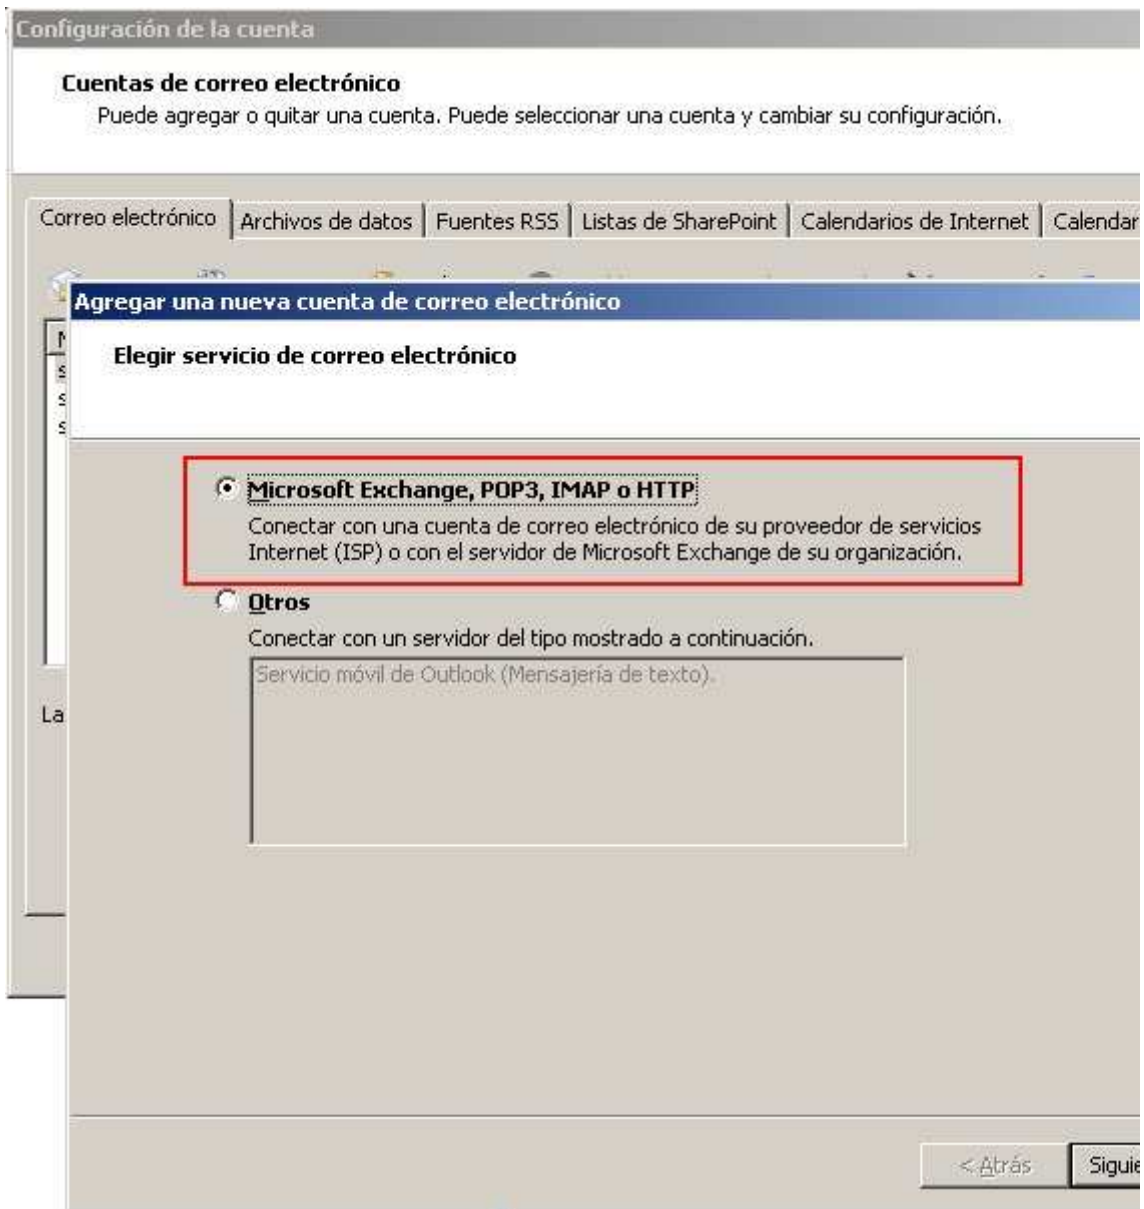 Configuración de la cuenta
Cuentas de correo electrónico
Puede agregar o quitar una cuenta. Puede seleccionar una cuenta y cambiar su configuración.
Correo electrónico Archivos de datos Fuentes RSS Listas de SharePoint Calendarios de Internet Calendar
Agregar una nueva cuenta de correo electrónico
Elegir servicio de correo electrónico
Microsoft Exchange, POP3, IMAP o HTTP
Conectar con una cuenta de correo electrónico de su proveedor de servicios
Internet (ISP) o con el servidor de Microsoft Exchange de su organización.
Otros
Conectar con un servidor del tipo mostrado a continuación.
Servicio móvil de Outlook (Mensajería de texto).
La
< Atrás Siguie